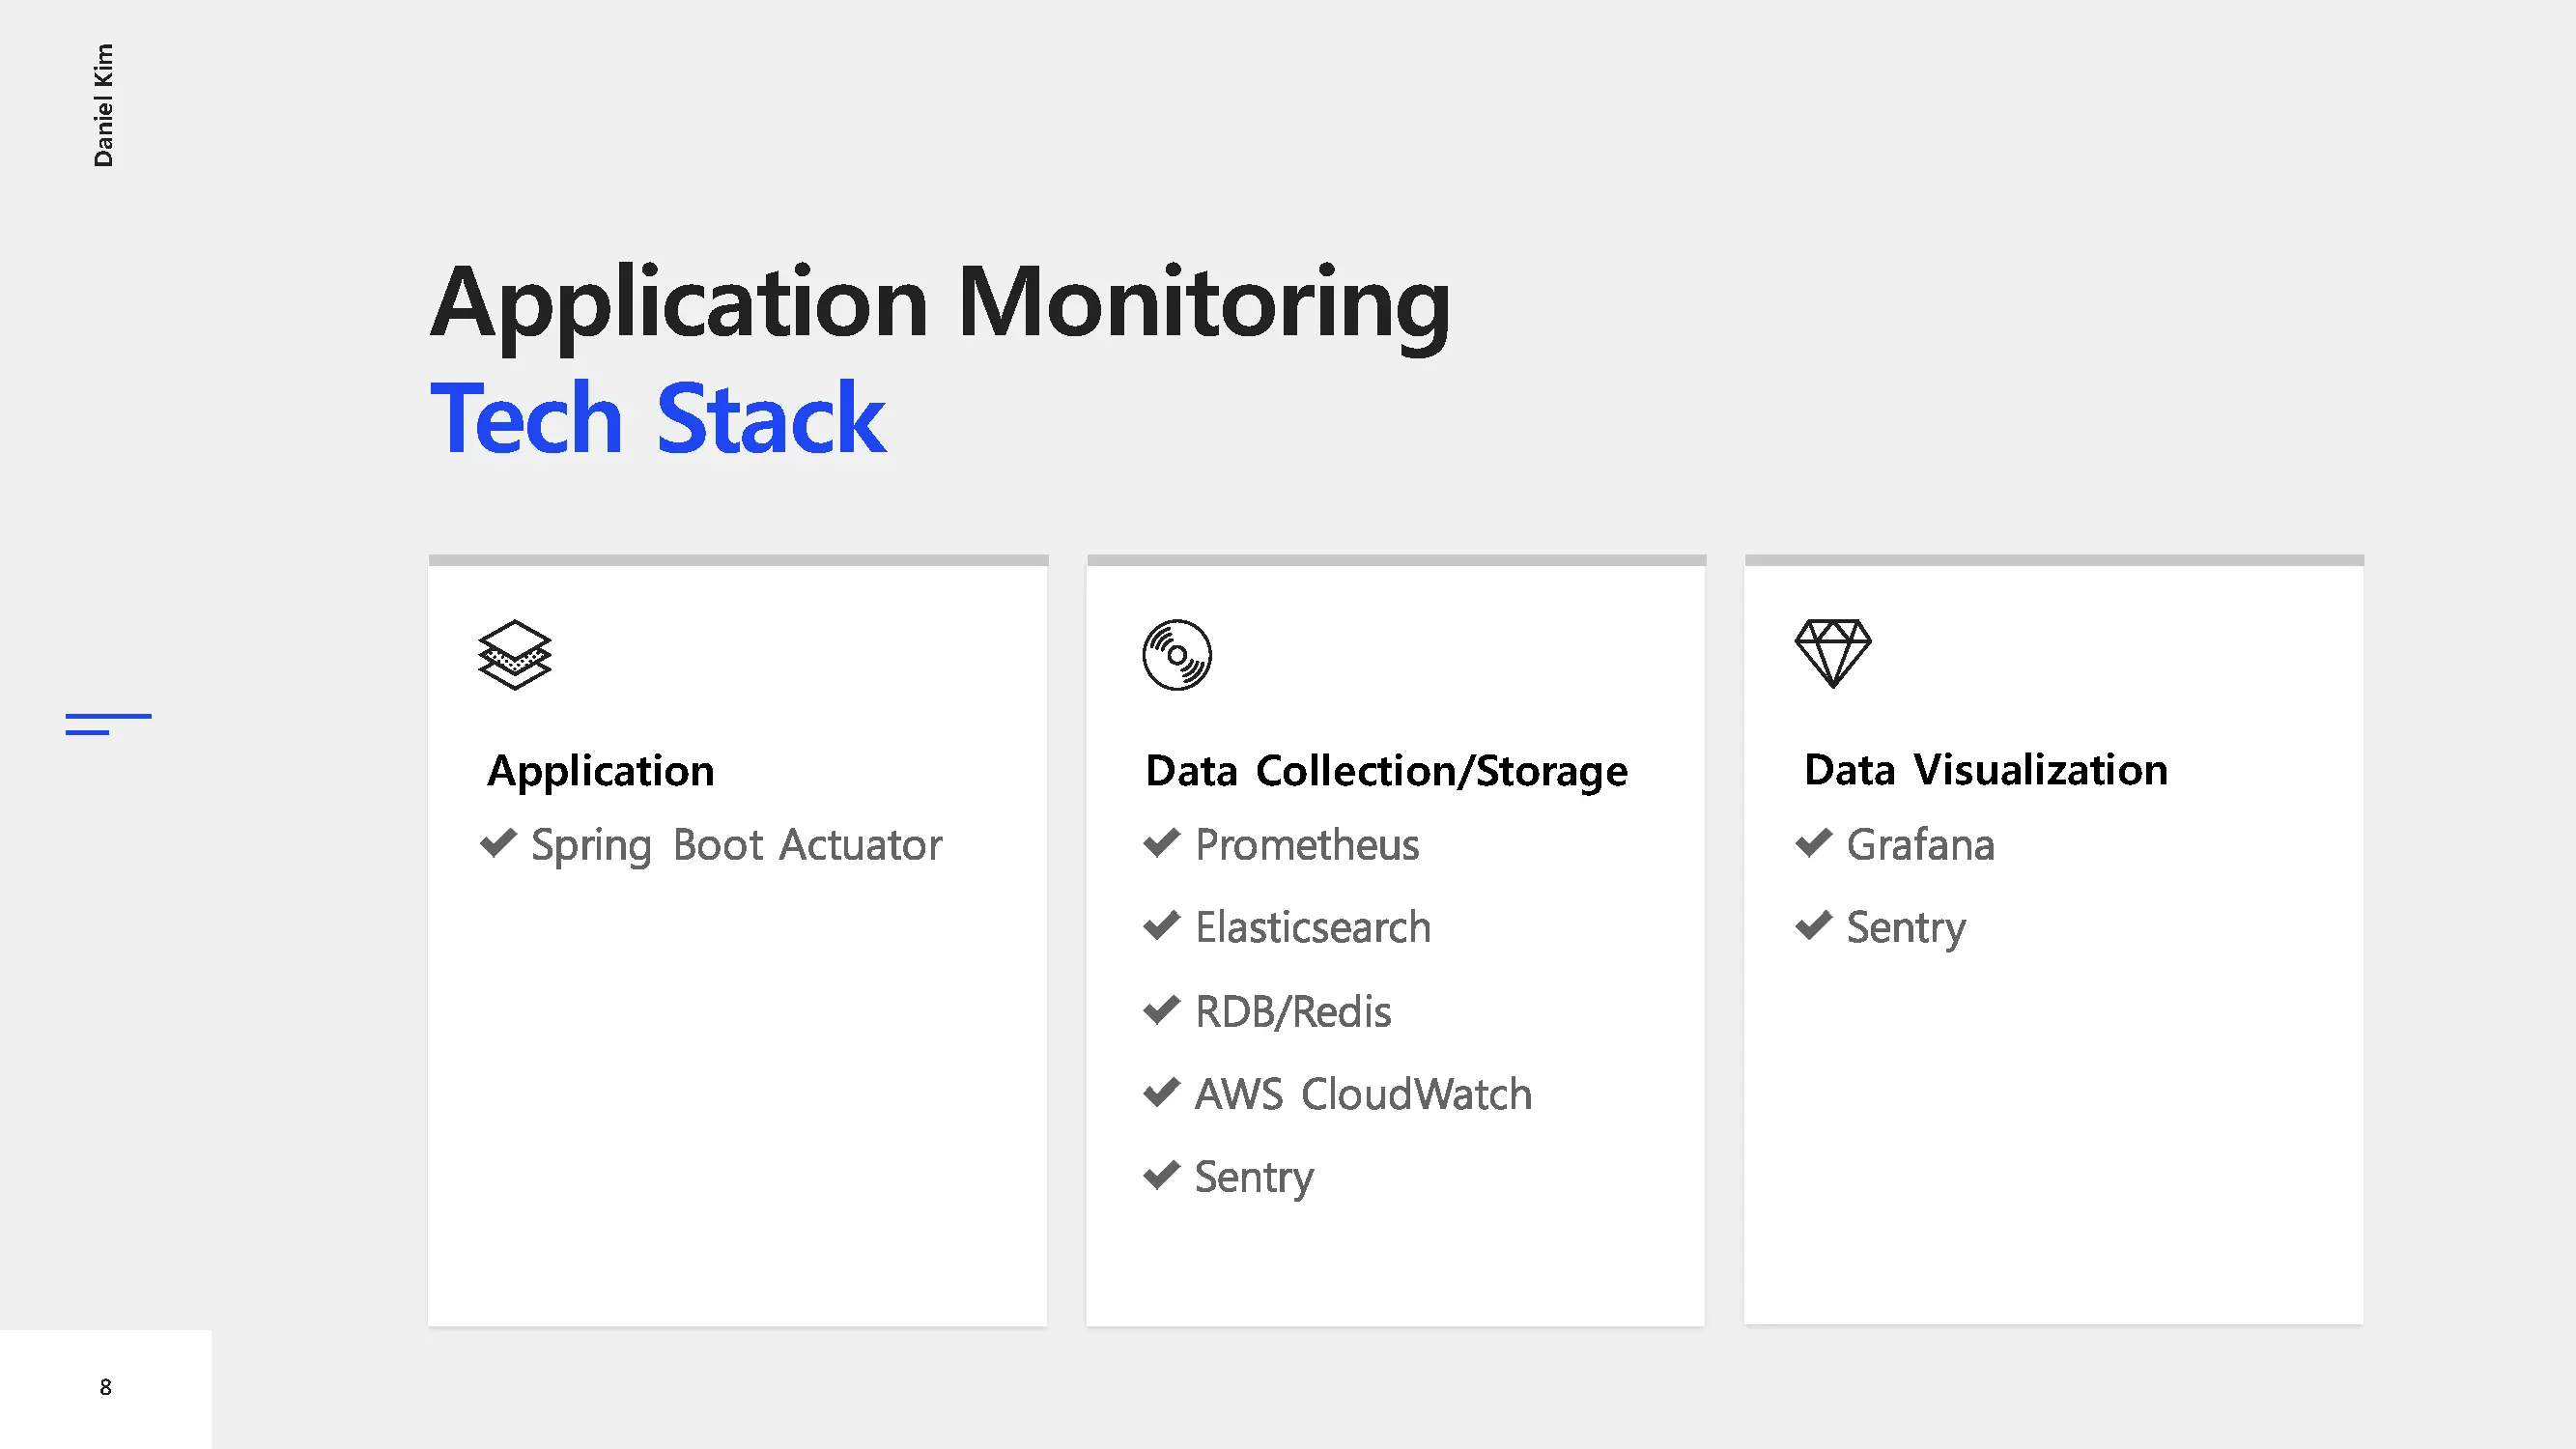 Daniel Kim
Application Monitoring
Tech Stack
Application
Spring Boot Actuator
Data Collection/Storage
Prometheus
Elasticsearch
RDB/Redis
AWS CloudWatch
Sentry
Data Visualization
Grafana
Sentry
8